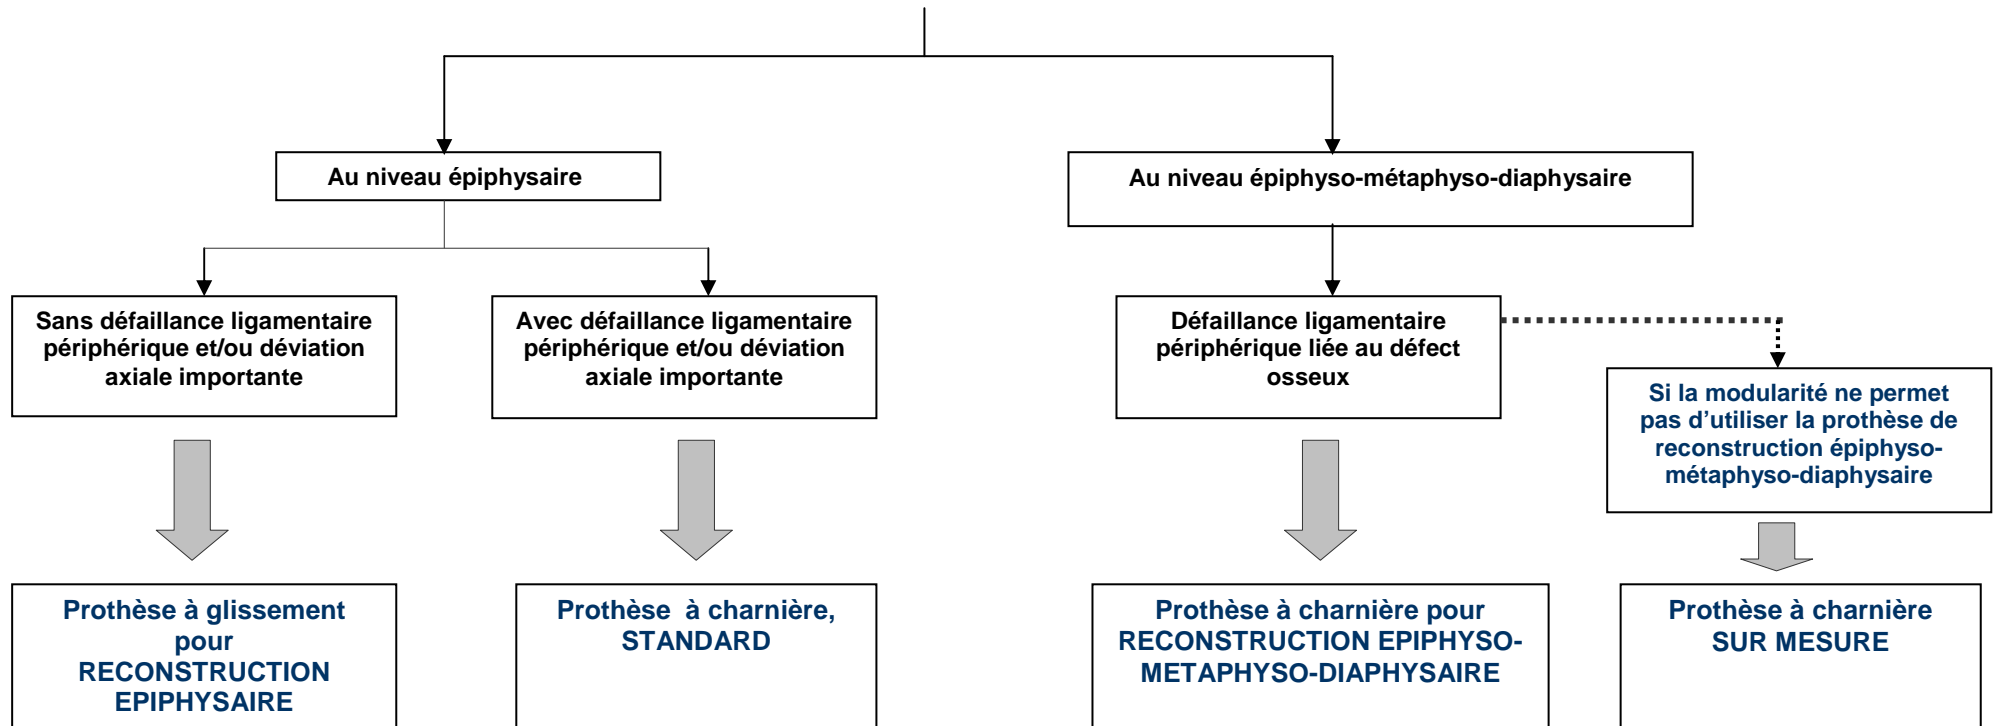 Au niveau épiphysaire
Au niveau épiphyso-métaphyso-diaphysaire
Sans défaillance ligamentaire
périphérique et/ou déviation
axiale importante
Avec défaillance ligamentaire
périphérique et/ou déviation
axiale importante
Défaillance ligamentaire
périphérique liée au défect
osseux
Si la modularité ne permet
pas d’utiliser la prothèse de
reconstruction épiphyso-
métaphyso-diaphysaire
Prothèse à glissement
pour
RECONSTRUCTION
EPIPHYSAIRE
Prothèse à charnière,
STANDARD
Prothèse à charnière pour
RECONSTRUCTION EPIPHYSO-
METAPHYSO-DIAPHYSAIRE
Prothèse à charnière
SUR MESURE